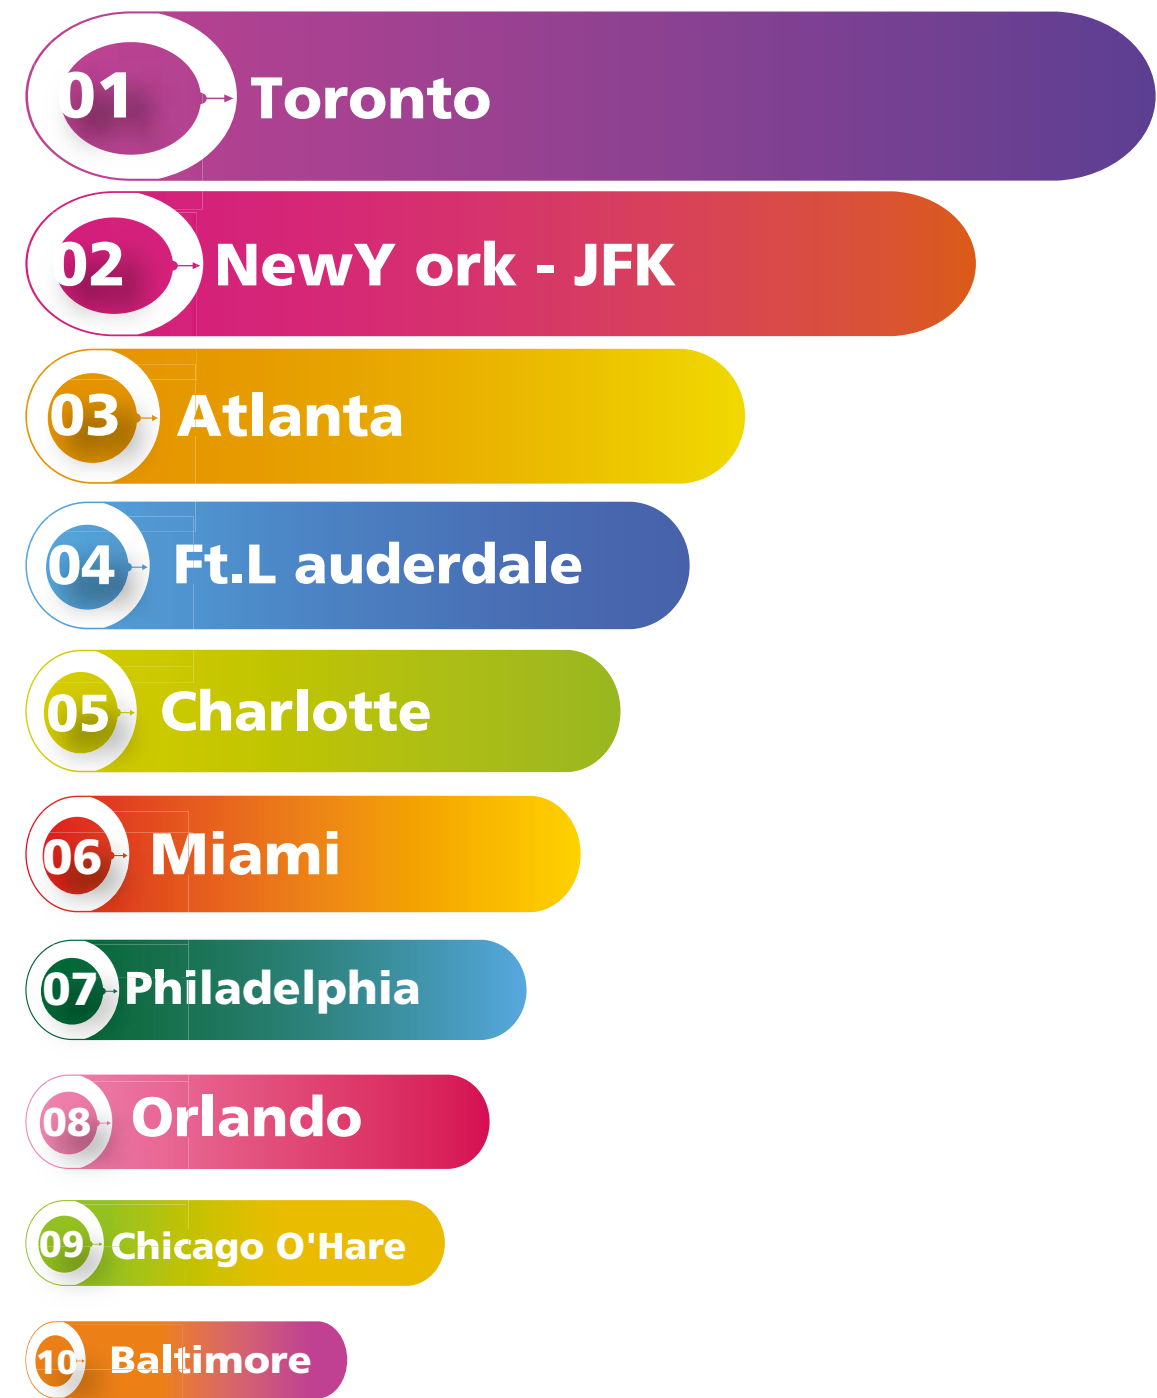 01 Toronto
02 NewY ork - JFK
03 Atlanta
04 Ft.L auderdale
05 Charlotte
06 Miami
07 Philadelphia
08 Orlando
09 Chicago O'Hare
10 Baltimore